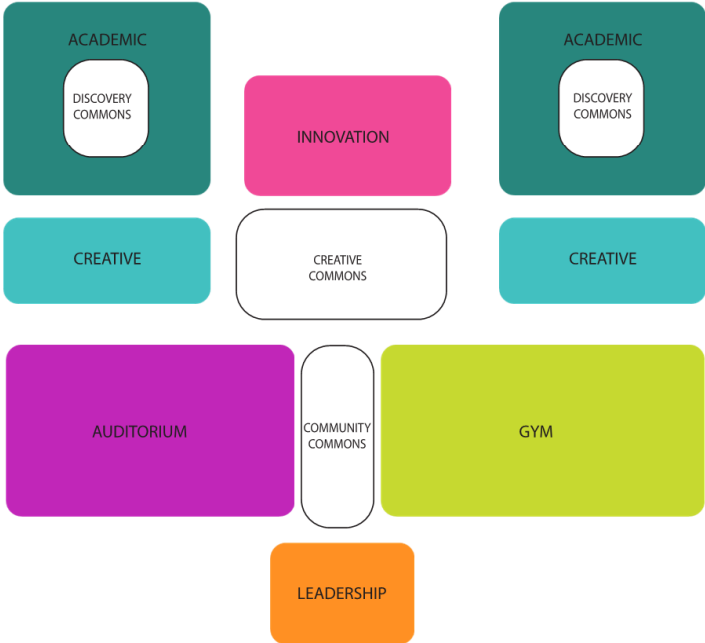 ACADEMIC
ACADEMIC
DISCOVERY
COMMONS
DISCOVERY
COMMONS
INNOVATION
CREATIVE
CREATIVE
COMMONS
CREATIVE
AUDITORIUM
COMMUNITY
COMMONS
GYM
LEADERSHIP